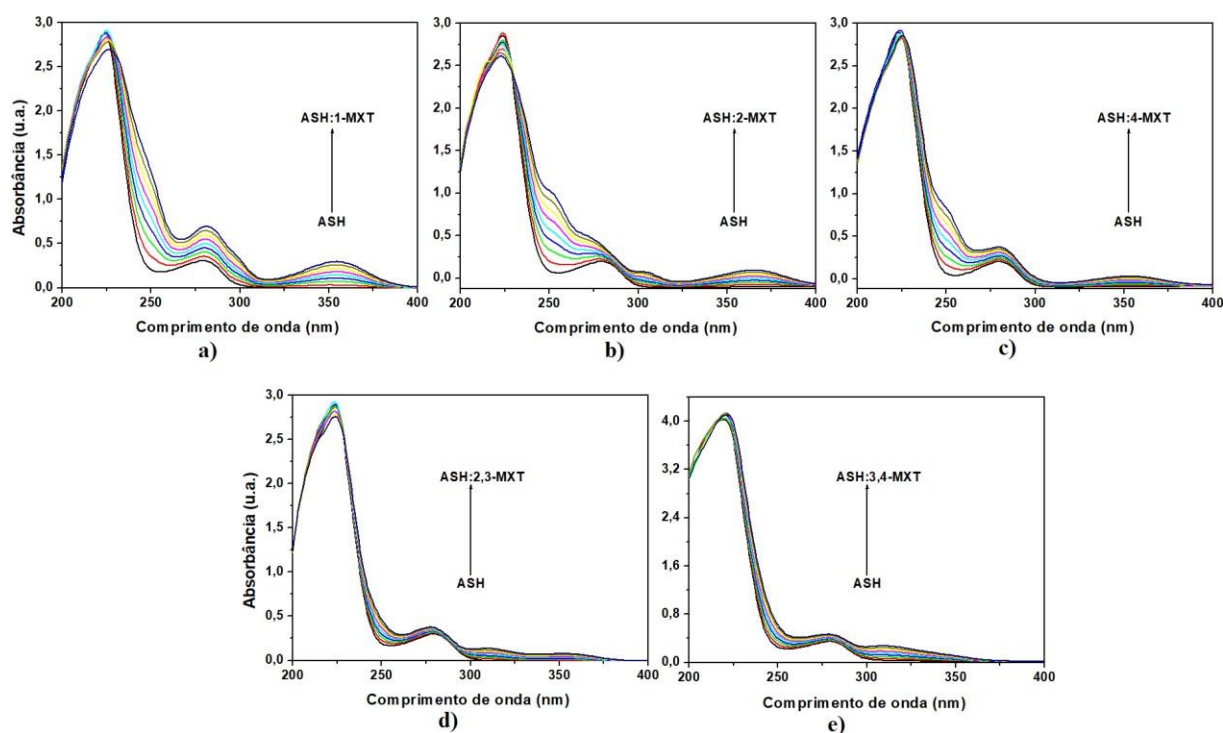 3,0
2,5
2,0
1,5
1,0
0,5
0,0
Absorbância (u.a.)
ASH:1-MXT
ASH
200 250 300 350 400
Comprimento de onda (nm)
a)
3,0
2,5
2,0
1,5
1,0
0,5
0,0
ASH:2-MXT
ASH
200 250 300 350 400
Comprimento de onda (nm)
b)
3,0
2,5
2,0
1,5
1,0
0,5
0,0
ASH:4-MXT
ASH
200 250 300 350 400
Comprimento de onda (nm)
c)
3,0
2,5
2,0
1,5
1,0
0,5
0,0
Absorbância (u.a.)
ASH:2,3-MXT
ASH
200 250 300 350 400
Comprimento de onda (nm)
d)
4,0
3,2
2,4
1,6
0,8
0,0
ASH:3,4-MXT
ASH
200 250 300 350 400
Comprimento de onda (nm)
e)